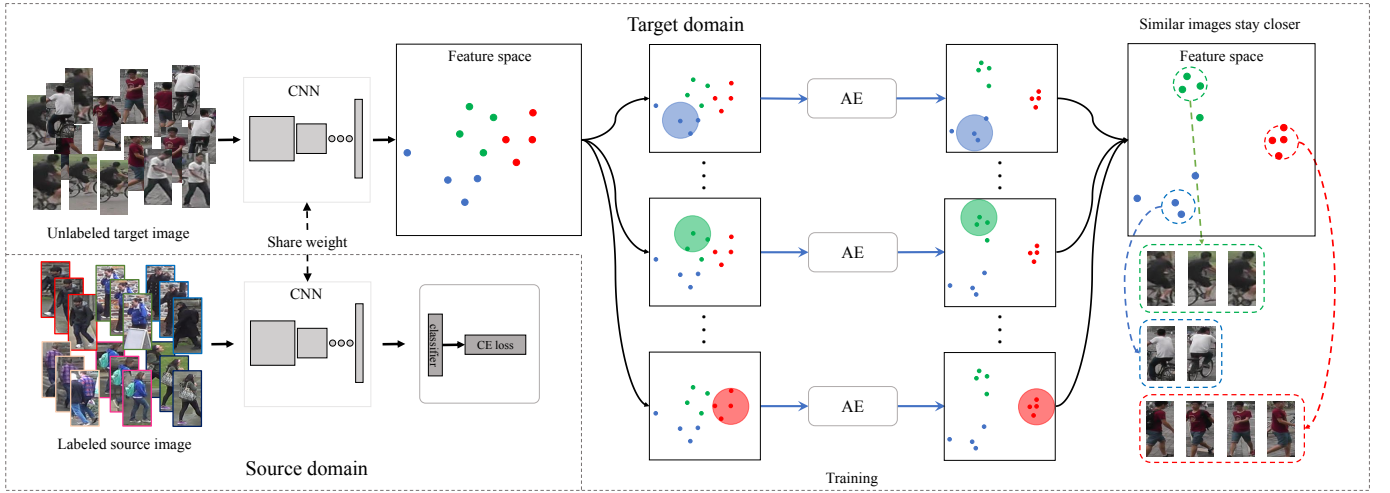 Target domain
Similar images stay closer
CNN
Feature space
AE
Feature space
Unlabeled target image
Share weight
AE
CNN
classifier
CE loss
AE
Labeled source image
Source domain
Training